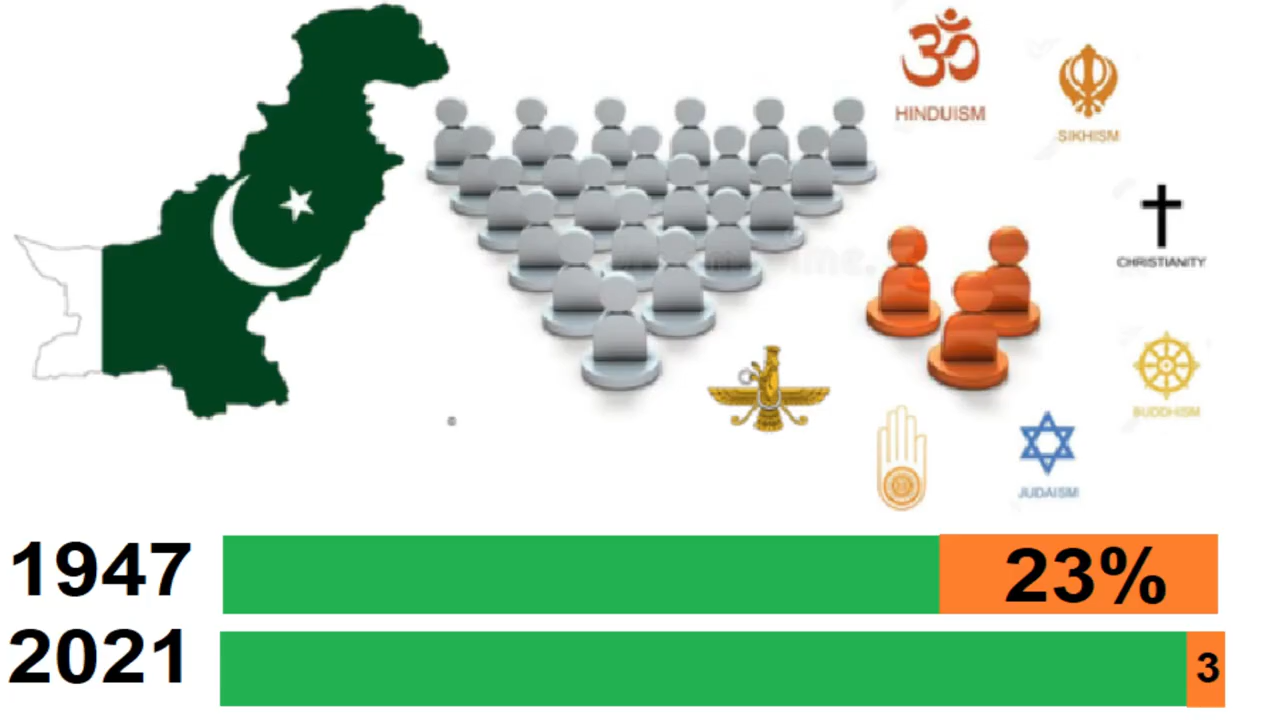 HINDUISM
SIKHISM
CHRISTIANITY
BUDDHISM
JUDAISM
1947 23%
2021 3